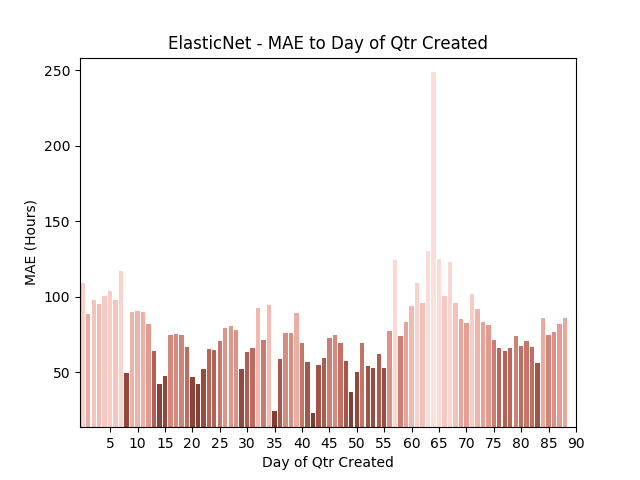 ElasticNet - MAE to Day of Qtr Created
250
200
150
100
50
MAE (Hours)
5 10 15 20 25 30 35 40 45 50 55 60 65 70 75 80 85 90
Day of Qtr Created